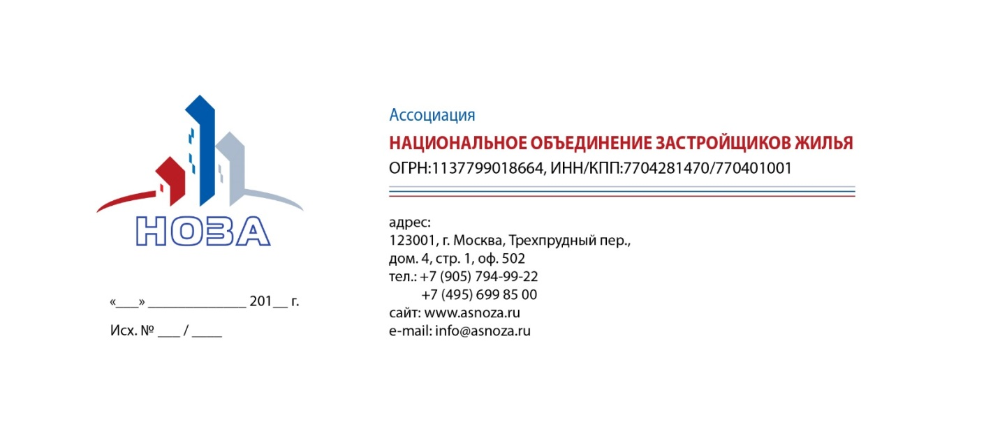 НОЗА
«___» _____________ 201__ г.
Исх. № ___ / ____
Ассоциация
НАЦИОНАЛЬНОЕ ОБЪЕДИНЕНИЕ ЗАСТРОЙЩИКОВ ЖИЛЬЯ
ОГРН:1137799018664, ИНН/КПП:7704281470/770401001
адрес:
123001, г. Москва, Трехпрудный пер.,
дом. 4, стр. 1, оф. 502
тел.: +7 (905) 794-99-22
+7 (495) 699 85 00
сайт: www.asnoza.ru
e-mail: info@asnoza.ru